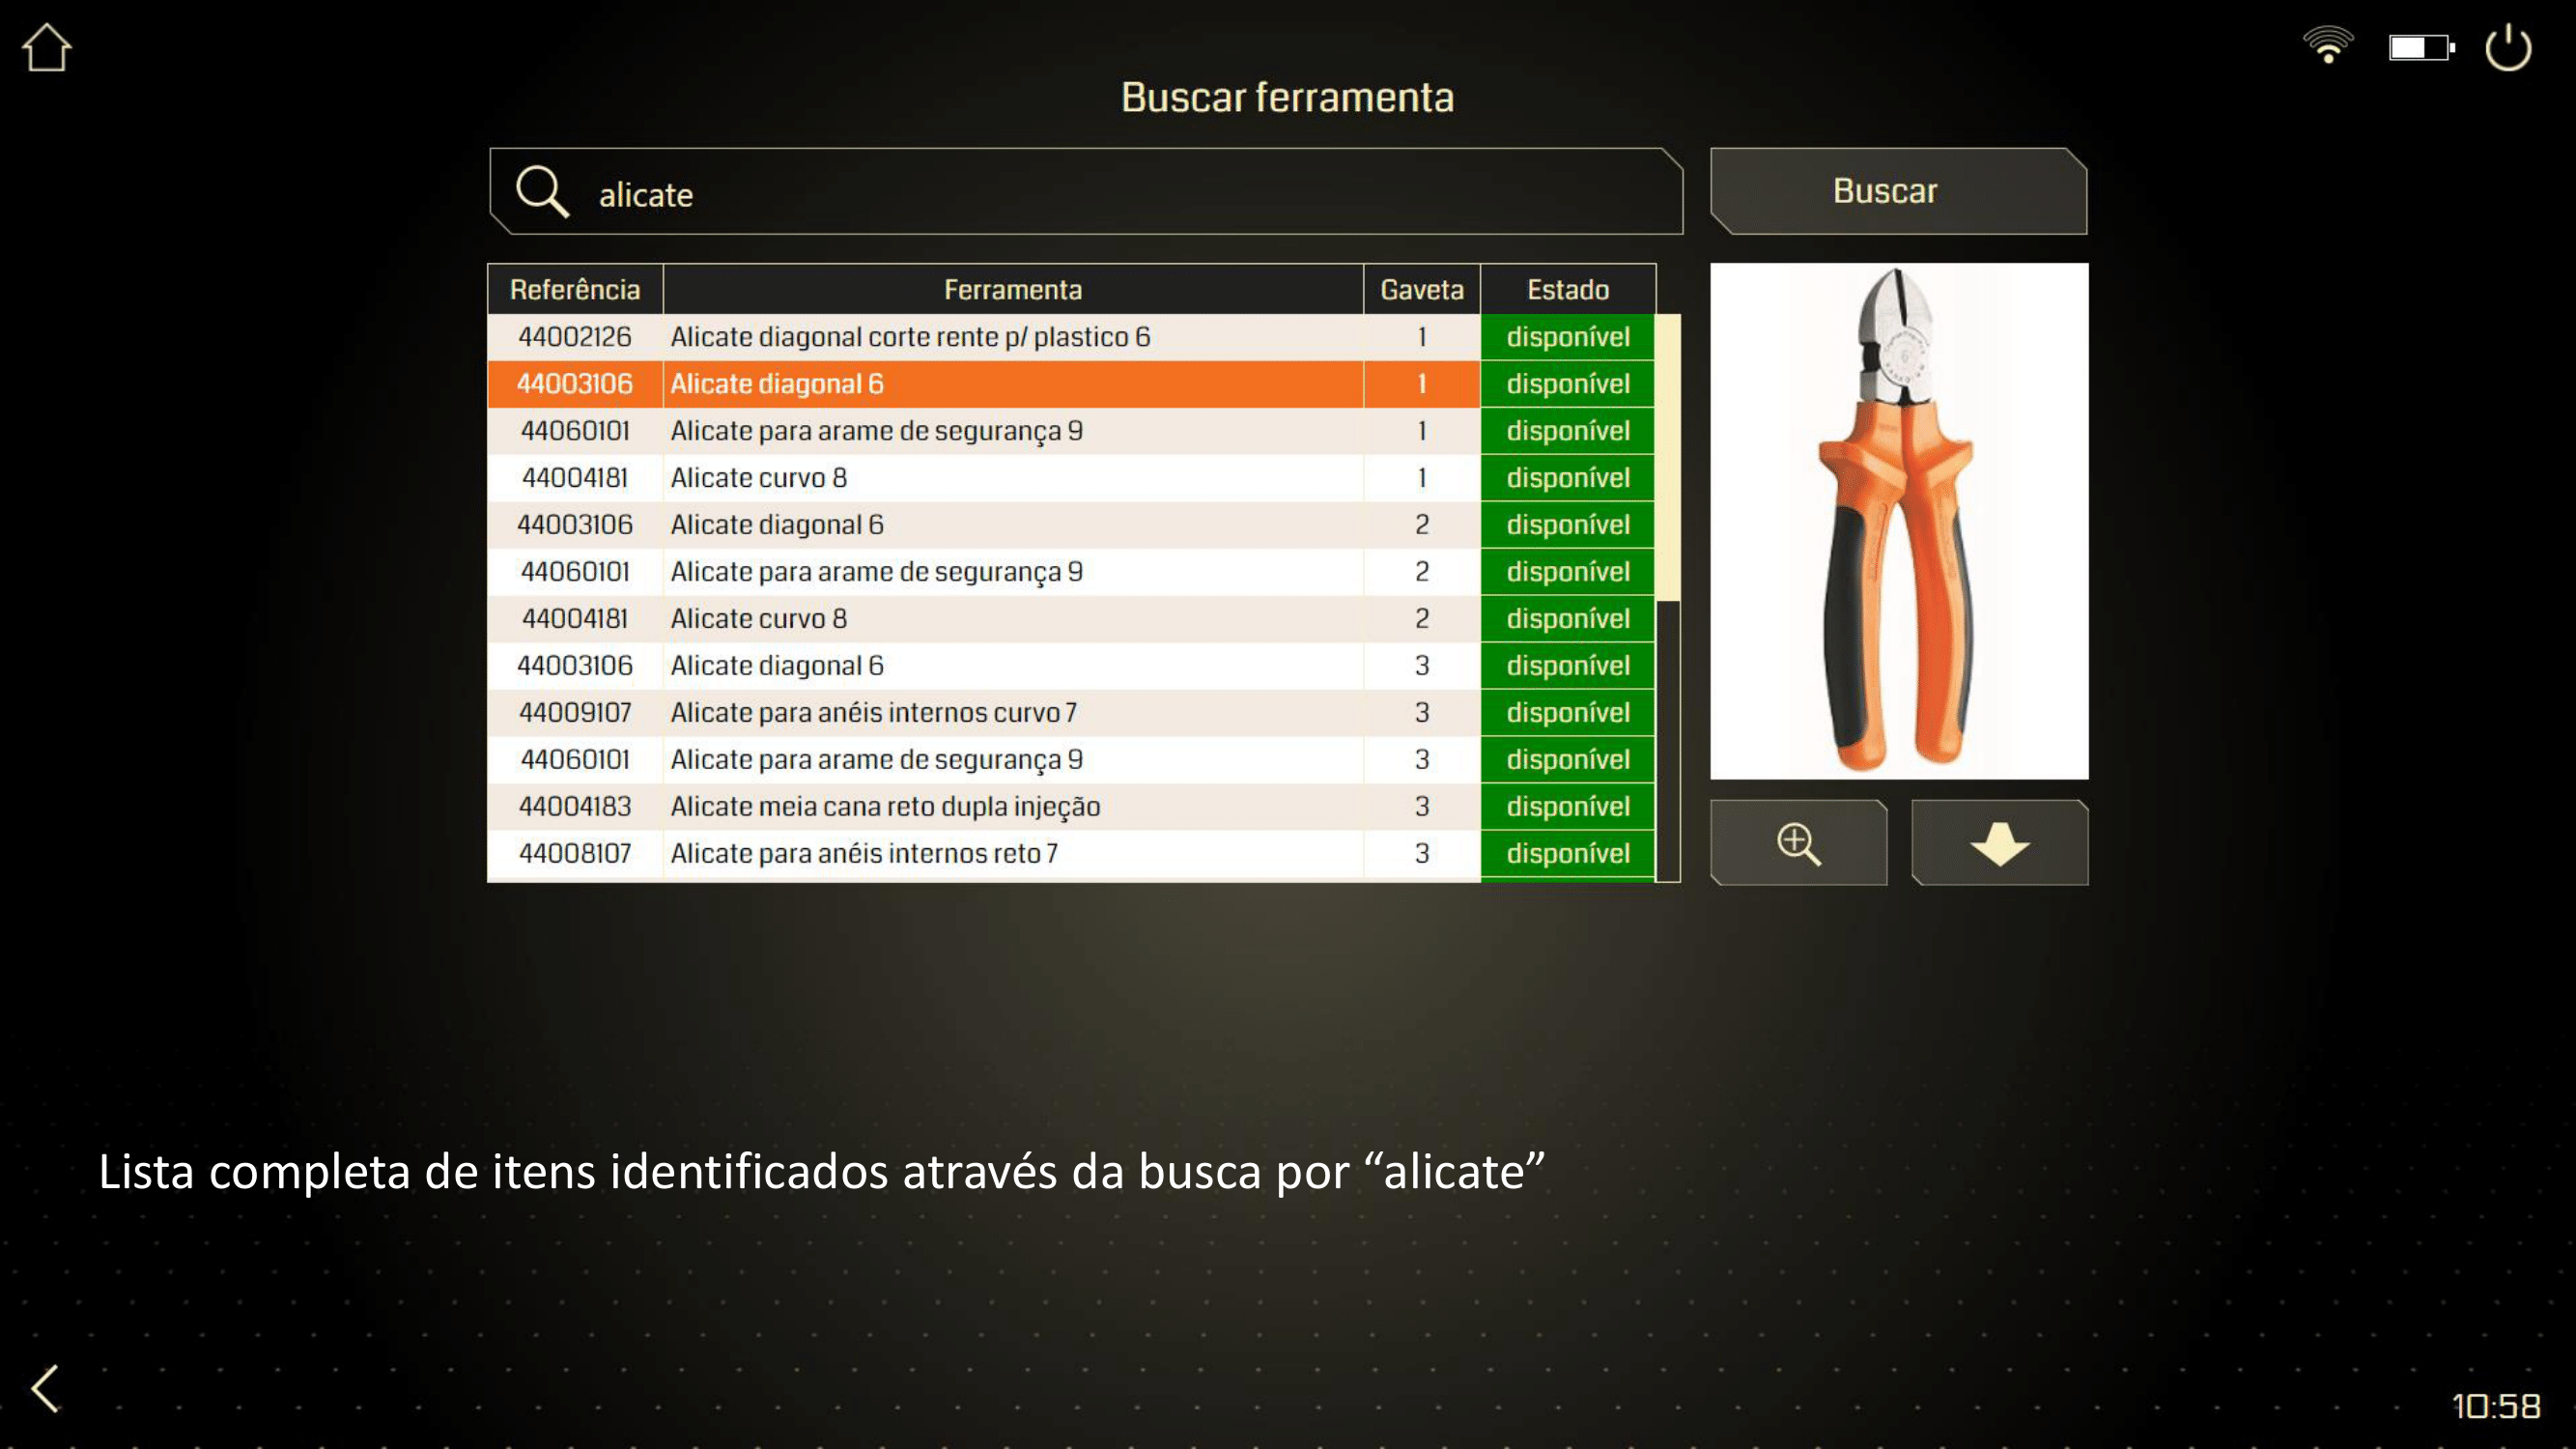 Buscar ferramenta
alicate
Buscar
Referência Ferramenta Gaveta Estado
44002126 Alicate diagonal corte rente p/ plastico 6 1 disponível
44003106 Alicate diagonal 6 1 disponível
44060101 Alicate para arame de segurança 9 1 disponível
44004181 Alicate curvo 8 1 disponível
44003106 Alicate diagonal 6 2 disponível
44060101 Alicate para arame de segurança 9 2 disponível
44004181 Alicate curvo 8 2 disponível
44003106 Alicate diagonal 6 3 disponível
44009107 Alicate para anéis internos curvo 7 3 disponível
44060101 Alicate para arame de segurança 9 3 disponível
44004183 Alicate meia cana reto dupla injeção 3 disponível
44008107 Alicate para anéis internos reto 7 3 disponível
Lista completa de itens identificados através da busca por “alicate”
10:58